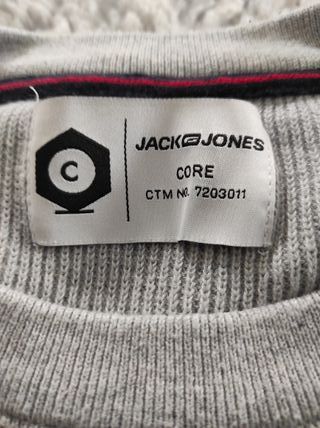 C
JACK & JONES
CORE
CTM NO. 7203011